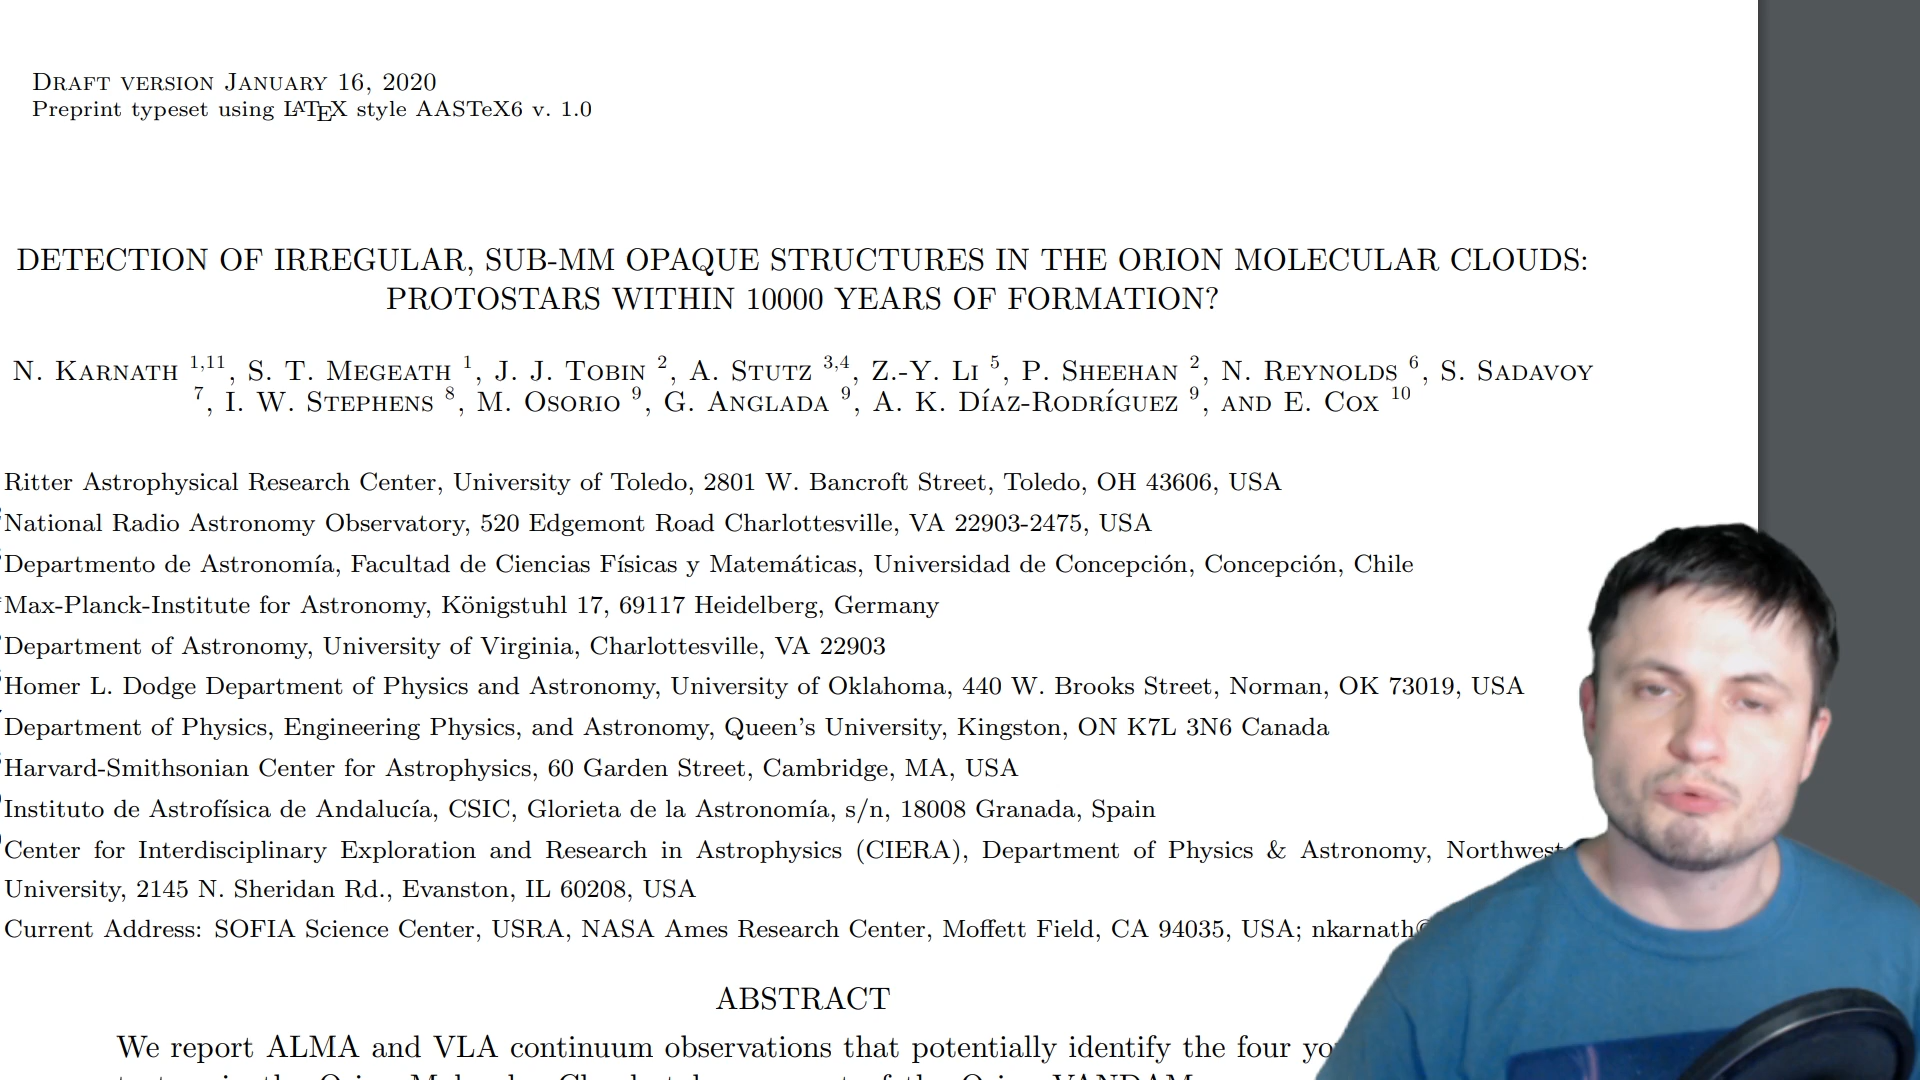 DRAFT VERSION JANUARY 16, 2020
Preprint typeset using LATEX style AASTeX6 v. 1.0
DETECTION OF IRREGULAR, SUB-MM OPAQUE STRUCTURES IN THE ORION MOLECULAR CLOUDS:
PROTOSTARS WITHIN 10000 YEARS OF FORMATION?
N. KARNATH 1,11, S. T. MEGEATH 1, J. J. TOBIN 2, A. STUTZ 3,4, Z.-Y. LI 5, P. SHEEHAN 2, N. REYNOLDS 6, S. SADAVOY
7, I. W. STEPHENS 8, M. OSORIO 9, G. ANGLADA 9, A. K. DÍAZ-RODRÍGUEZ 9, AND E. COX 10
Ritter Astrophysical Research Center, University of Toledo, 2801 W. Bancroft Street, Toledo, OH 43606, USA
National Radio Astronomy Observatory, 520 Edgemont Road Charlottesville, VA 22903-2475, USA
Departmento de Astronomía, Facultad de Ciencias Físicas y Matemáticas, Universidad de Concepción, Concepción, Chile
Max-Planck-Institute for Astronomy, Königstuhl 17, 69117 Heidelberg, Germany
Department of Astronomy, University of Virginia, Charlottesville, VA 22903
Homer L. Dodge Department of Physics and Astronomy, University of Oklahoma, 440 W. Brooks Street, Norman, OK 73019, USA
Department of Physics, Engineering Physics, and Astronomy, Queen's University, Kingston, ON K7L 3N6 Canada
Harvard-Smithsonian Center for Astrophysics, 60 Garden Street, Cambridge, MA, USA
Instituto de Astrofísica de Andalucía, CSIC, Glorieta de la Astronomía, s/n, 18008 Granada, Spain
Center for Interdisciplinary Exploration and Research in Astrophysics (CIERA), Department of Physics & Astronomy, Northwest
University, 2145 N. Sheridan Rd., Evanston, IL 60208, USA
Current Address: SOFIA Science Center, USRA, NASA Ames Research Center, Moffett Field, CA 94035, USA; nkarnath@
ABSTRACT
We report ALMA and VLA continuum observations that potentially identify the four yo